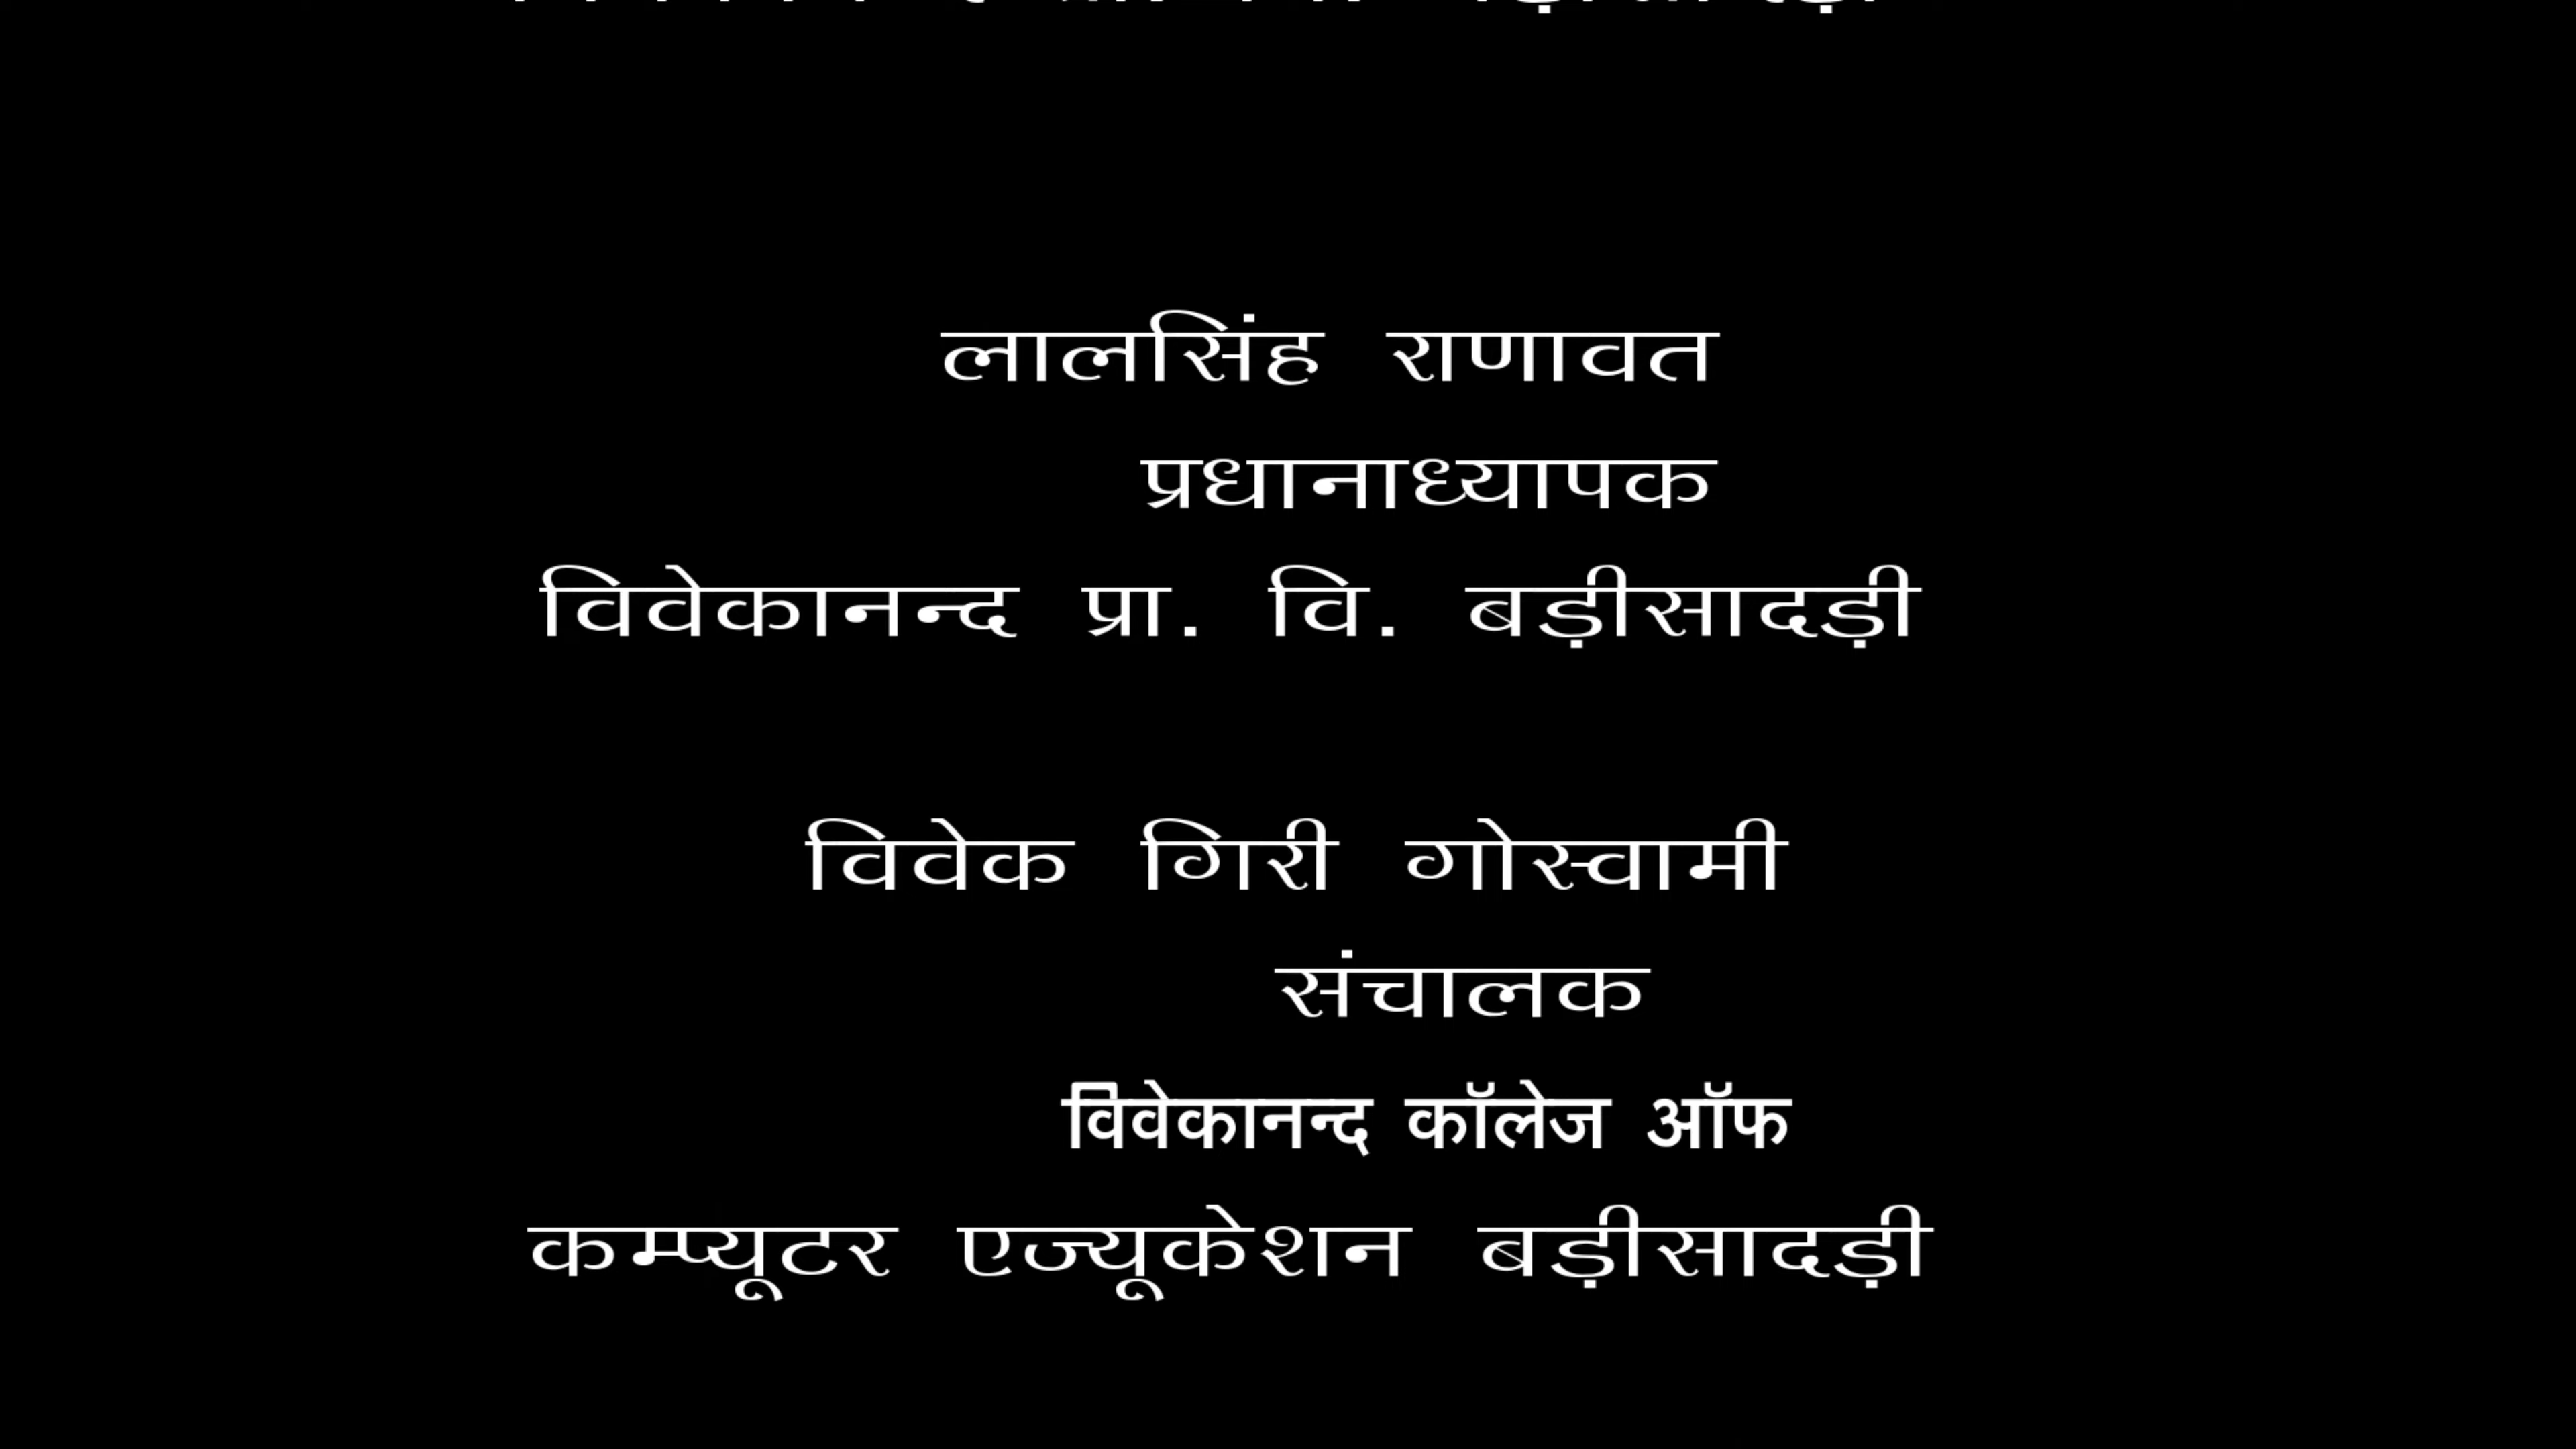 लालसिंह राणावत
प्रधानाध्यापक
विवेकानन्द प्रा. वि. बड़ीसादड़ी
विवेक गिरी गोस्वामी
संचालक
विवेकानन्द कॉलेज ऑफ
कम्प्यूटर एज्यूकेशन बड़ीसादड़ी